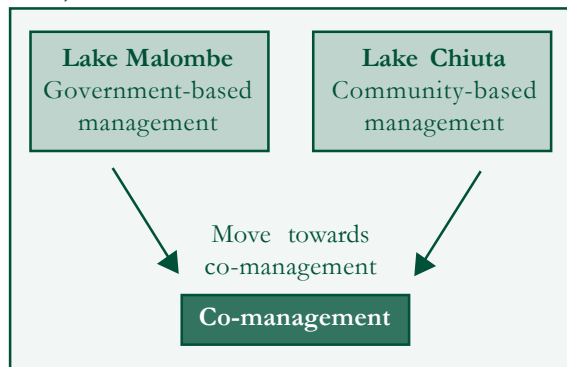 Lake Malombe
Government-based
management
Lake Chiuta
Community-based
management
Move towards
co-management
Co-management